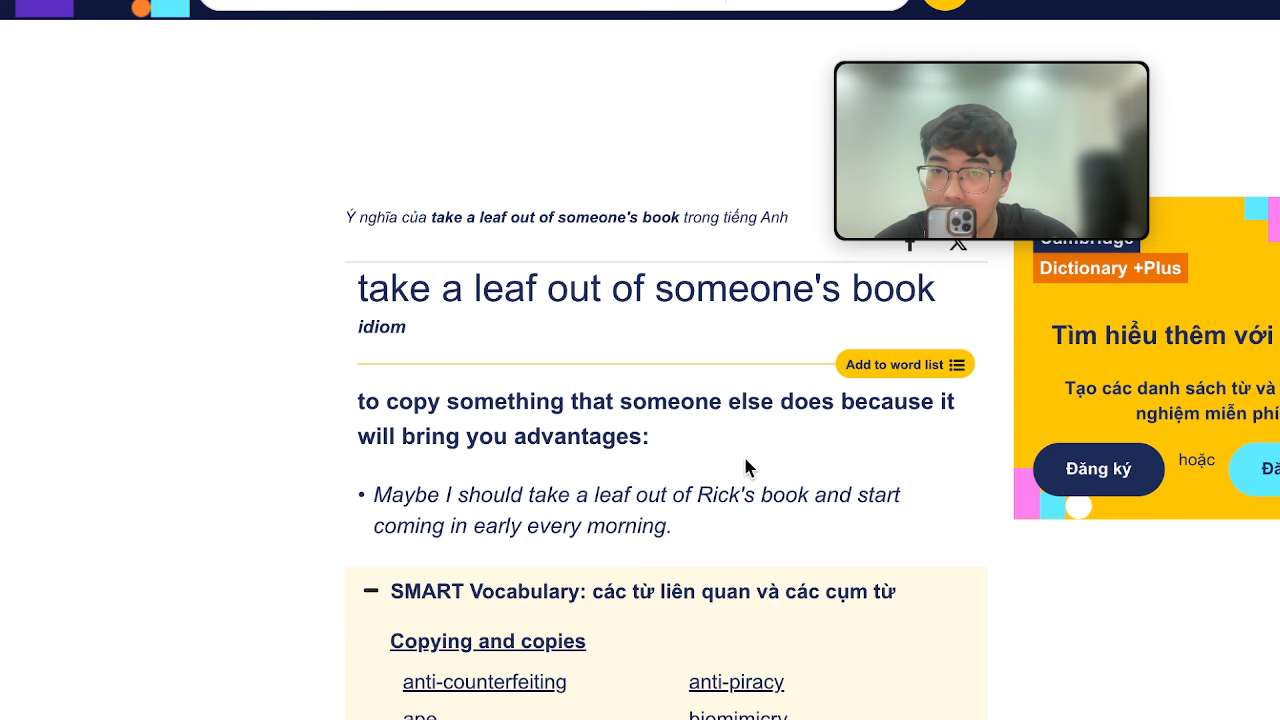 Ý nghĩa của take a leaf out of someone's book trong tiếng Anh
take a leaf out of someone's book
idiom
Add to word list
to copy something that someone else does because it
will bring you advantages:
• Maybe I should take a leaf out of Rick's book and start
coming in early every morning.
SMART Vocabulary: các từ liên quan và các cụm từ
Copying and copies
anti-counterfeiting
anti-piracy
ape
biomimicry
Cambridge
Dictionary +Plus
Tìm hiểu thêm với
Tạo các danh sách từ và
nghiệm miễn phí
Đăng ký
hoặc